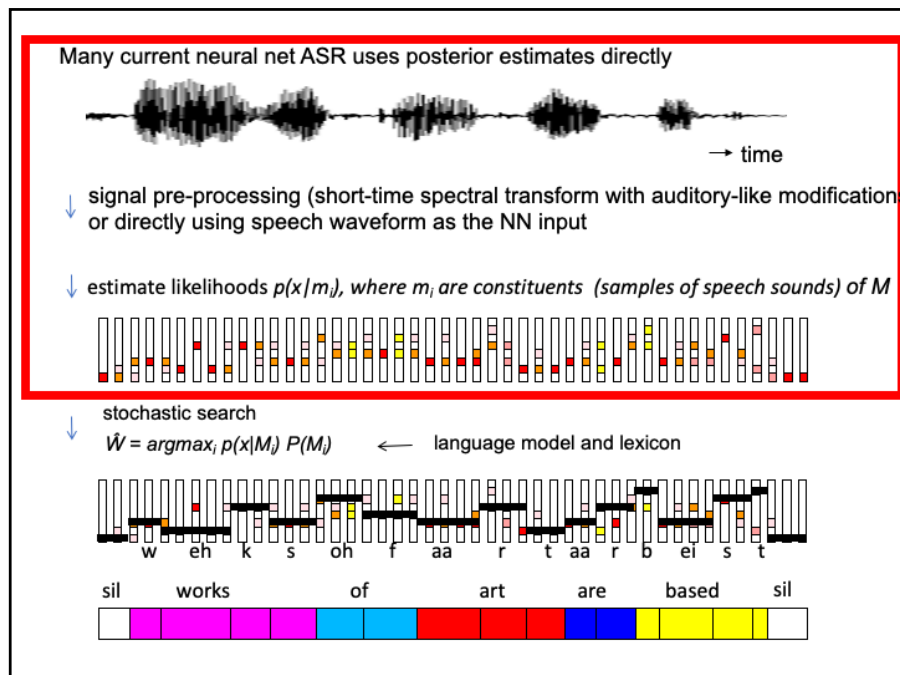 Many current neural net ASR uses posterior estimates directly
→ time
↓ signal pre-processing (short-time spectral transform with auditory-like modifications
or directly using speech waveform as the NN input
↓ estimate likelihoods p(x|mᵢ), where mᵢ are constituents (samples of speech sounds) of M
↓ stochastic search
Ŵ = argmaxᵢ p(x|Mᵢ) P(Mᵢ) ← language model and lexicon
w eh k s oh f aa r t aa r b ei s t
sil works of art are based sil